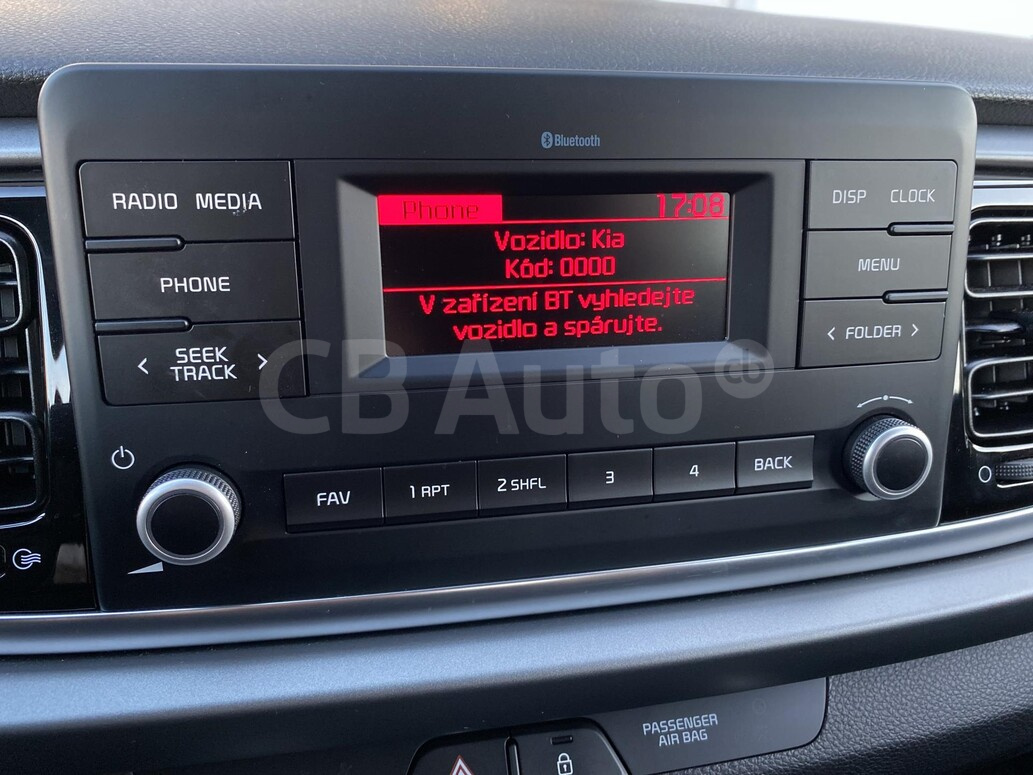 Bluetooth
RADIO MEDIA
DISP CLOCK
Phone 17:08
Vozidlo: Kia
Kód: 0000
V zařízení BT vyhledejte
vozidlo a spárujte.
PHONE
MENU
< SEEK TRACK >
< FOLDER >
CB Auto cb
FAV
1 RPT
2 SHFL
3
4
BACK
PASSENGER
AIR BAG